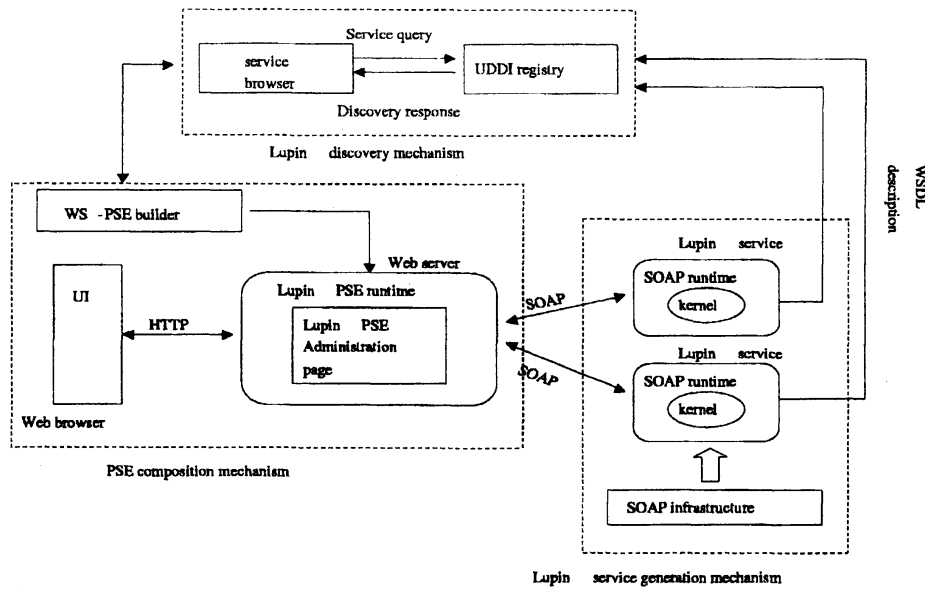 Service query
service
browser
UDDI registry
Discovery response
Lupin discovery mechanism
WSDL
description
WS -PSE builder
Web server
UI
HTTP
Lupin PSE runtime
Lupin PSE
Administration
page
Web browser
PSE composition mechanism
SOAP
SOAP
Lupin service
SOAP runtime
kernel
Lupin service
SOAP runtime
kernel
SOAP infrastructure
Lupin service generation mechanism